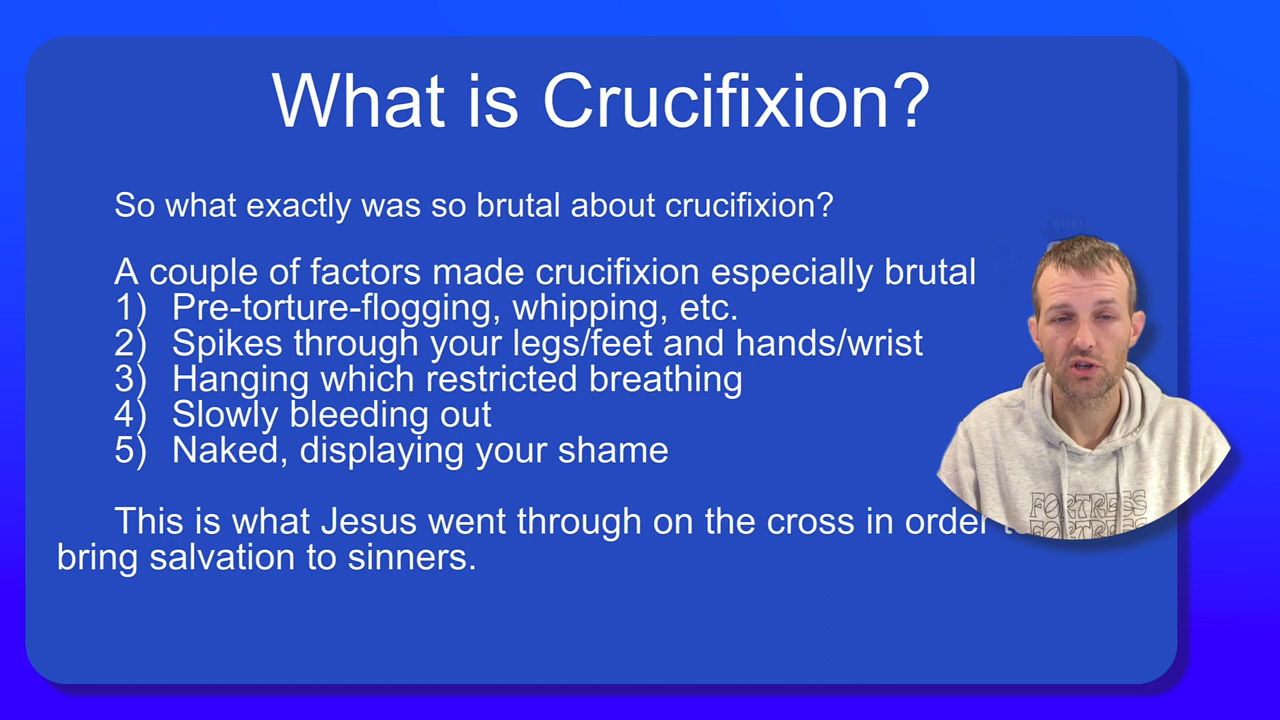 What is Crucifixion?
So what exactly was so brutal about crucifixion?
A couple of factors made crucifixion especially brutal
1) Pre-torture-flogging, whipping, etc.
2) Spikes through your legs/feet and hands/wrist
3) Hanging which restricted breathing
4) Slowly bleeding out
5) Naked, displaying your shame
This is what Jesus went through on the cross in order
bring salvation to sinners.
FORTRESS
FORTRESS